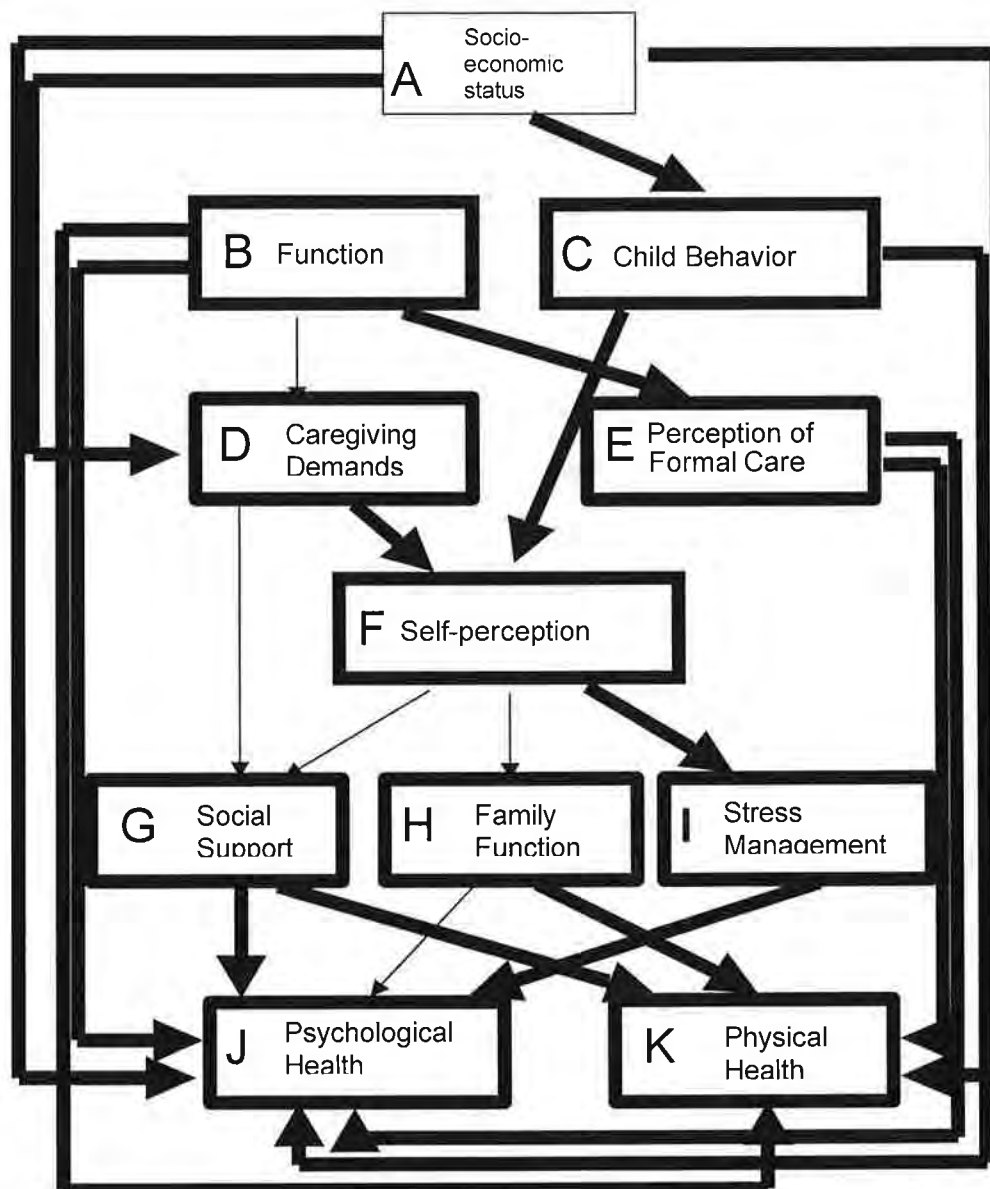 A
Socio-
economic
status
B Function
C Child Behavior
D
Caregiving
Demands
E
Perception of
Formal Care
F Self-perception
G
Social
Support
H
Family
Function
I
Stress
Management
J
Psychological
Health
K
Physical
Health